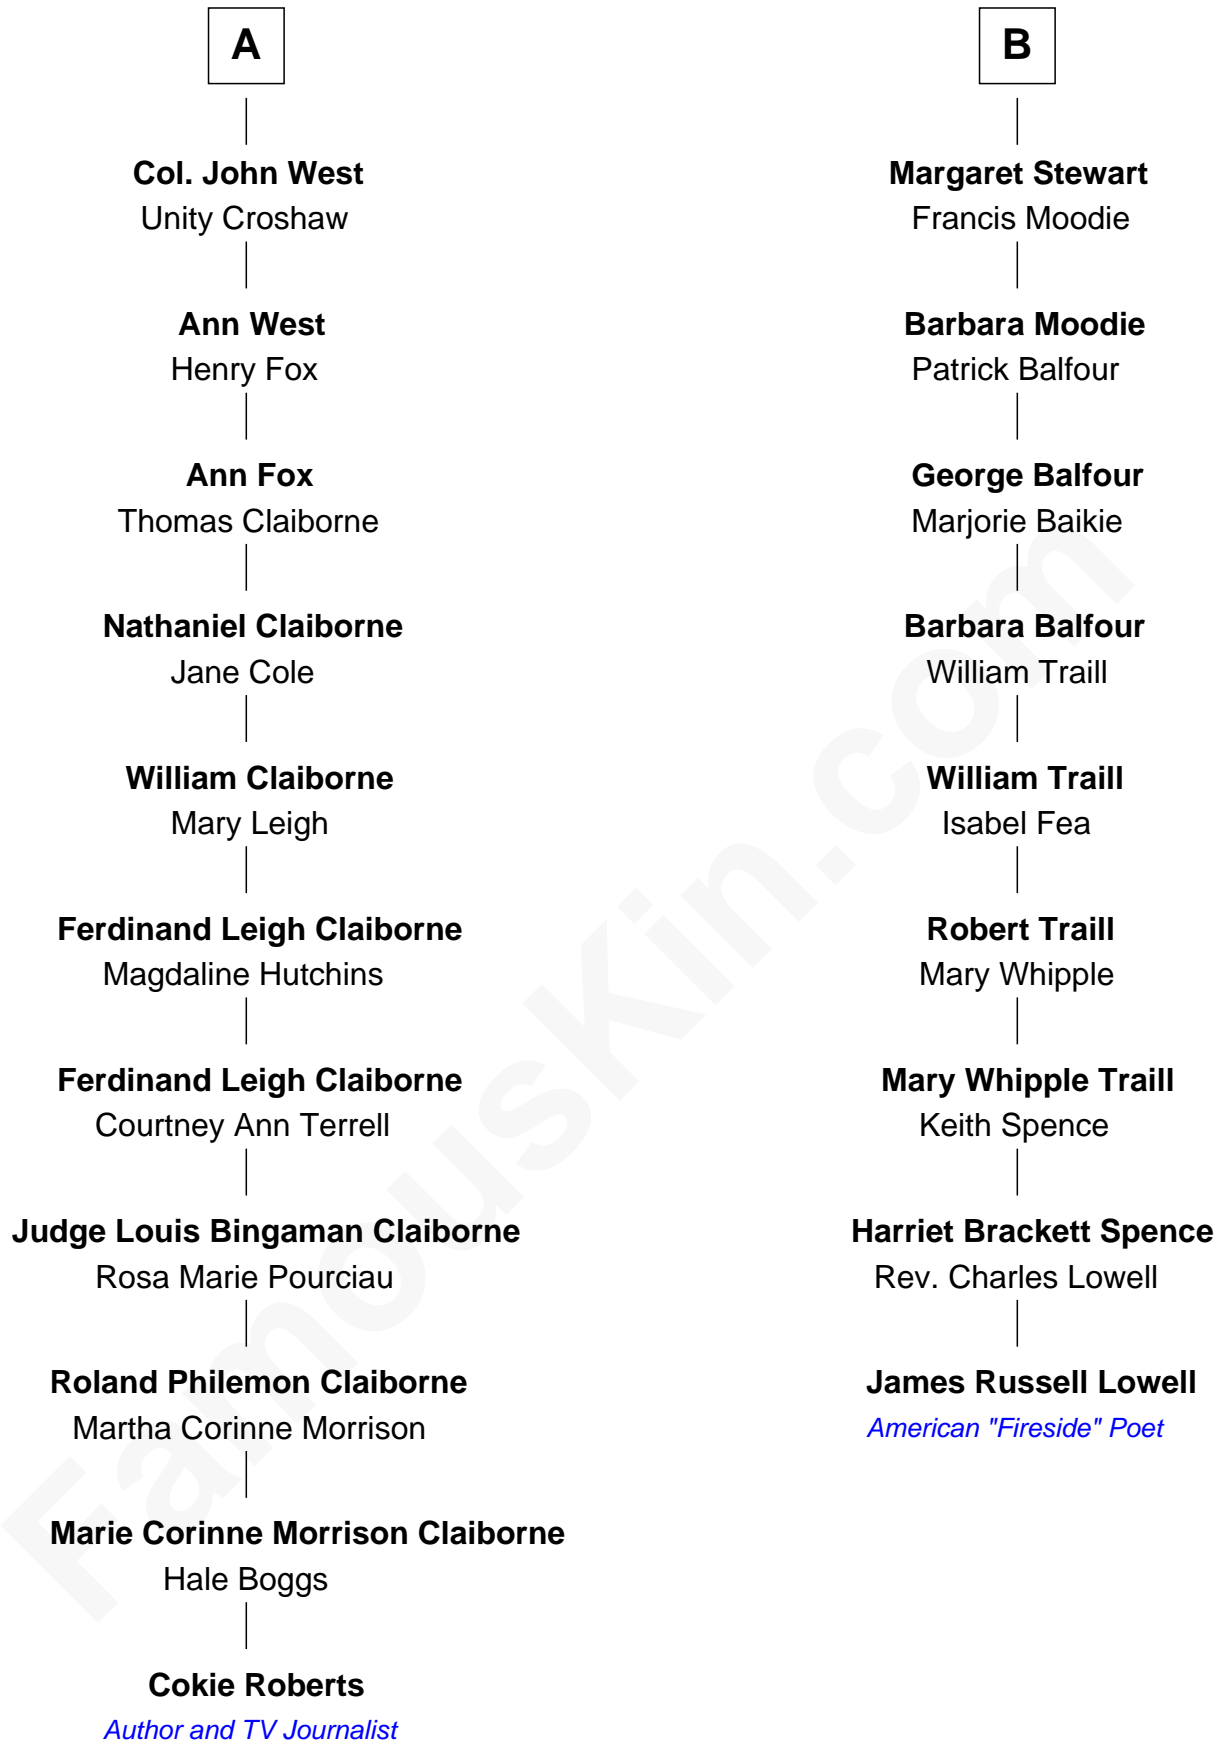 A
Col. John West
Unity Croshaw
Ann West
Henry Fox
Ann Fox
Thomas Claiborne
Nathaniel Claiborne
Jane Cole
William Claiborne
Mary Leigh
Ferdinand Leigh Claiborne
Magdaline Hutchins
Ferdinand Leigh Claiborne
Courtney Ann Terrell
Judge Louis Bingaman Claiborne
Rosa Marie Pourciau
Roland Philemon Claiborne
Martha Corinne Morrison
Marie Corinne Morrison Claiborne
Hale Boggs
Cokie Roberts
Author and TV Journalist
B
Margaret Stewart
Francis Moodie
Barbara Moodie
Patrick Balfour
George Balfour
Marjorie Baikie
Barbara Balfour
William Traill
William Traill
Isabel Fea
Robert Traill
Mary Whipple
Mary Whipple Traill
Keith Spence
Harriet Brackett Spence
Rev. Charles Lowell
James Russell Lowell
American "Fireside" Poet
FamousKin.com